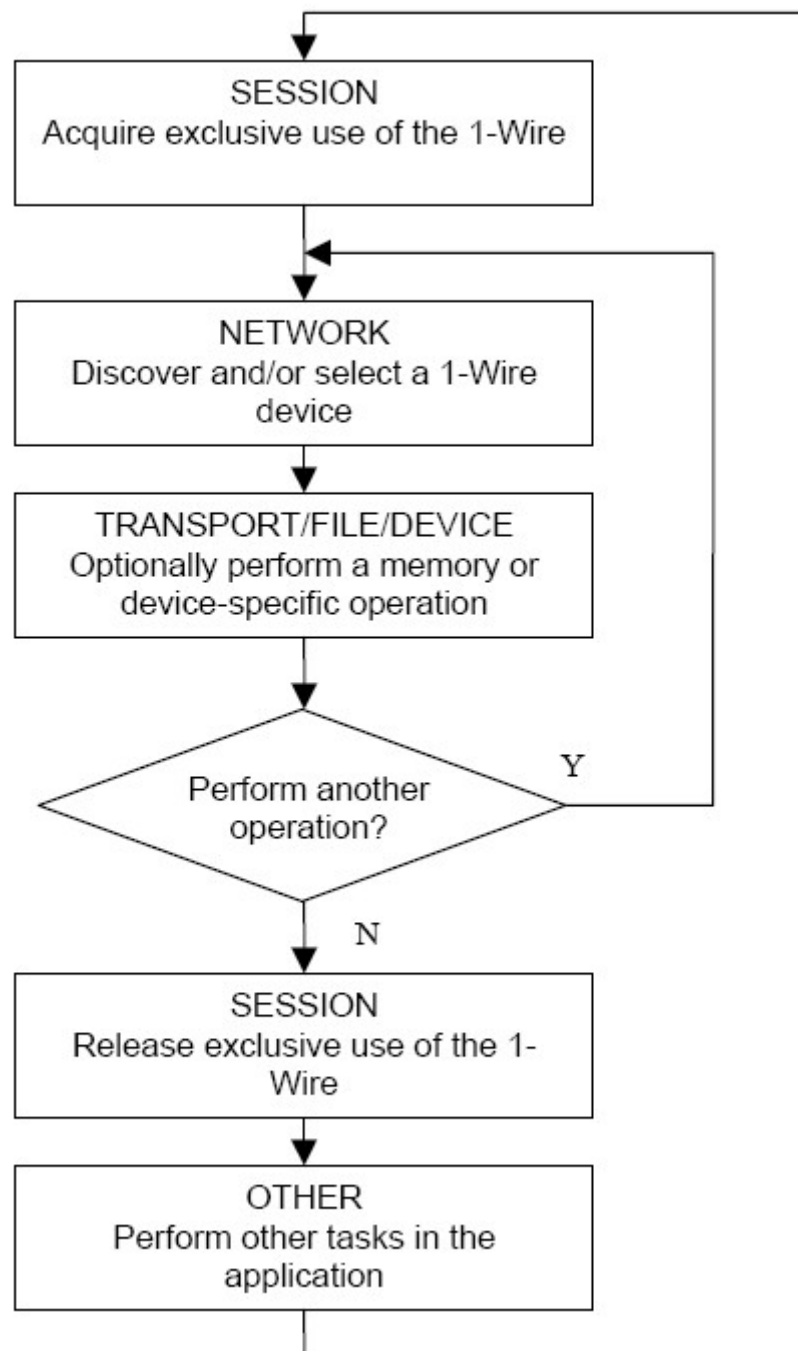 SESSION
Acquire exclusive use of the 1-Wire
NETWORK
Discover and/or select a 1-Wire
device
TRANSPORT/FILE/DEVICE
Optionally perform a memory or
device-specific operation
Perform another
operation?
Y
N
SESSION
Release exclusive use of the 1-
Wire
OTHER
Perform other tasks in the
application